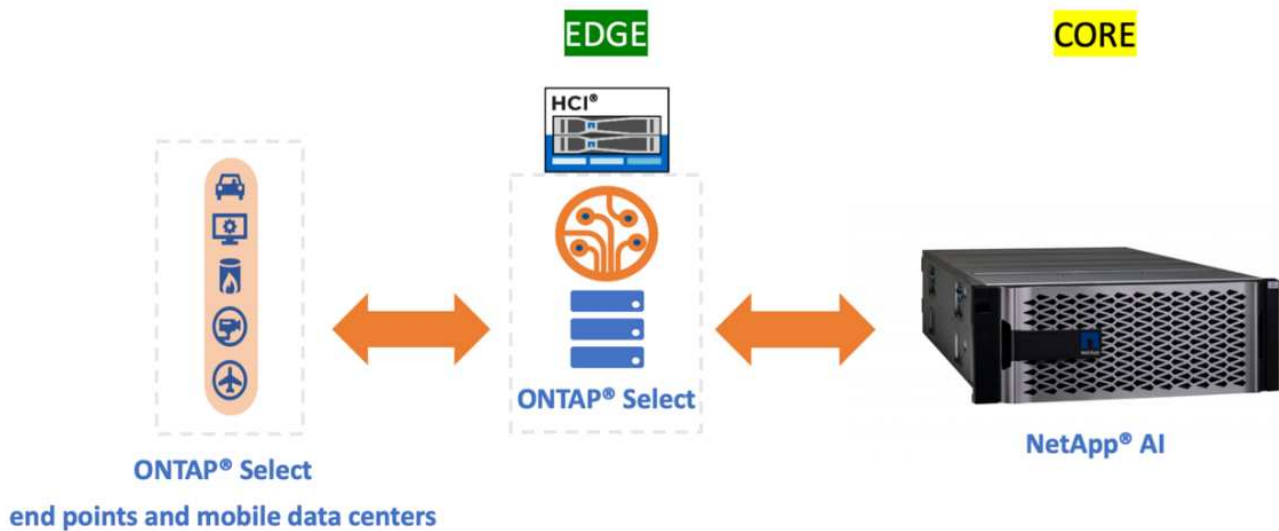 EDGE
CORE
HCI®
ONTAP® Select
NetApp® AI
ONTAP® Select
end points and mobile data centers